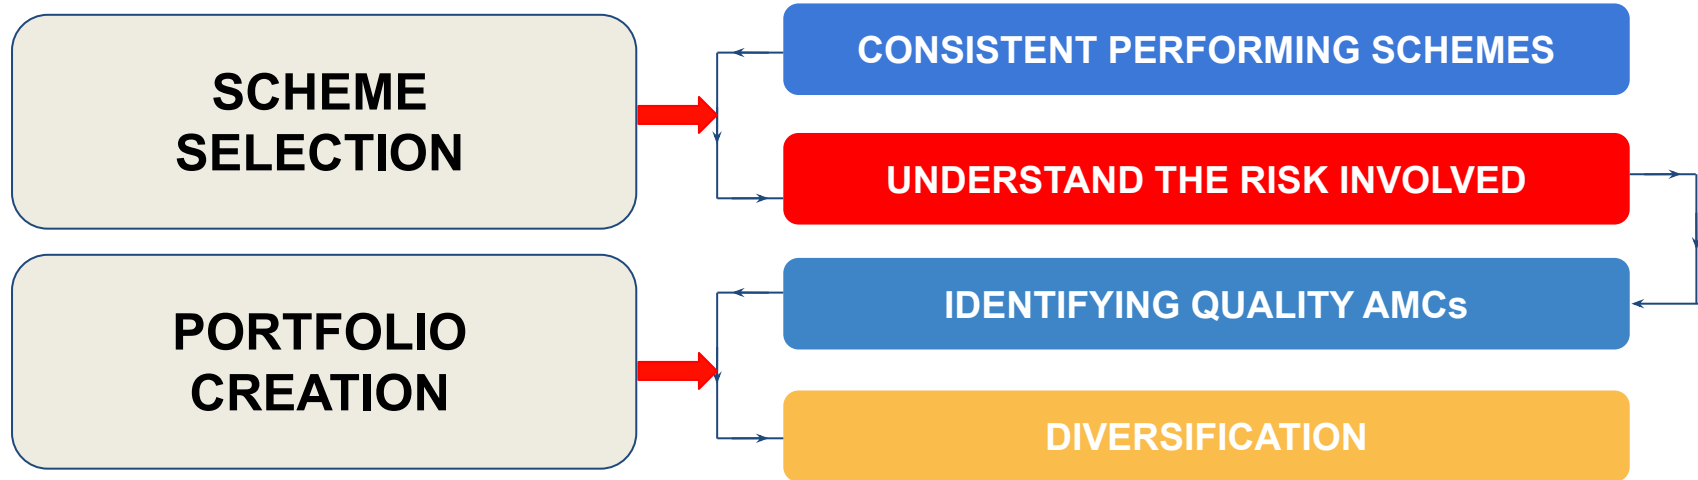 SCHEME
SELECTION
CONSISTENT PERFORMING SCHEMES
UNDERSTAND THE RISK INVOLVED
PORTFOLIO
CREATION
IDENTIFYING QUALITY AMCs
DIVERSIFICATION